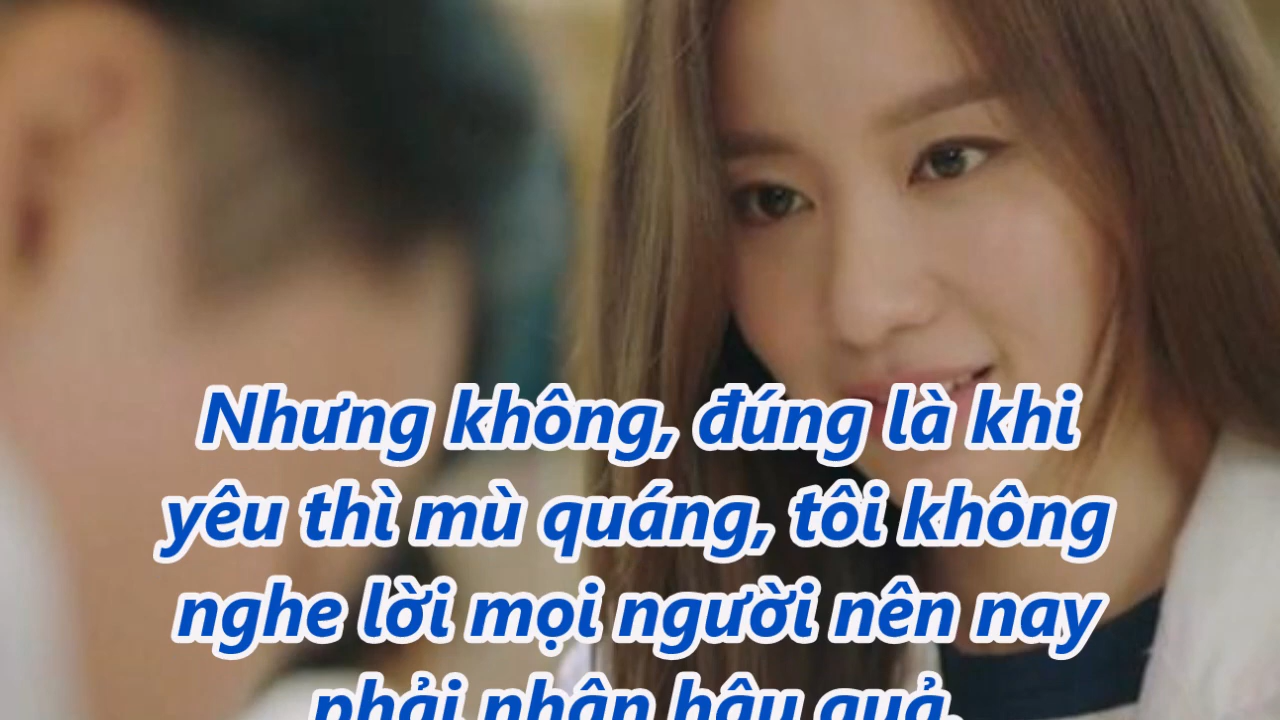 Nhưng không, đúng là khi
yêu thì mù quáng, tôi không
nghe lời mọi người nên nay
phải nhận hậu quả.